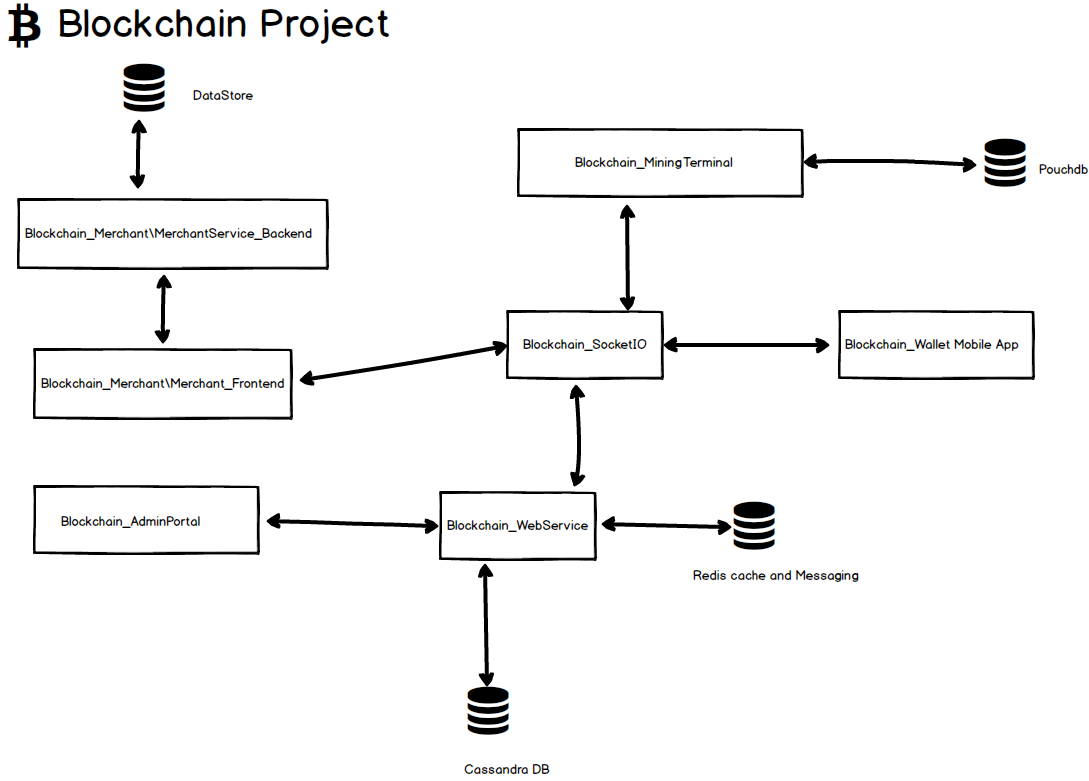 Blockchain Project
DataStore
Blockchain_MiningTerminal
Pouchdb
Blockchain_Merchant\MerchantService_Backend
Blockchain_SocketIO
Blockchain_Wallet Mobile App
Blockchain_Merchant\Merchant_Frontend
Blockchain_AdminPortal
Blockchain_WebService
Redis cache and Messaging
Cassandra DB